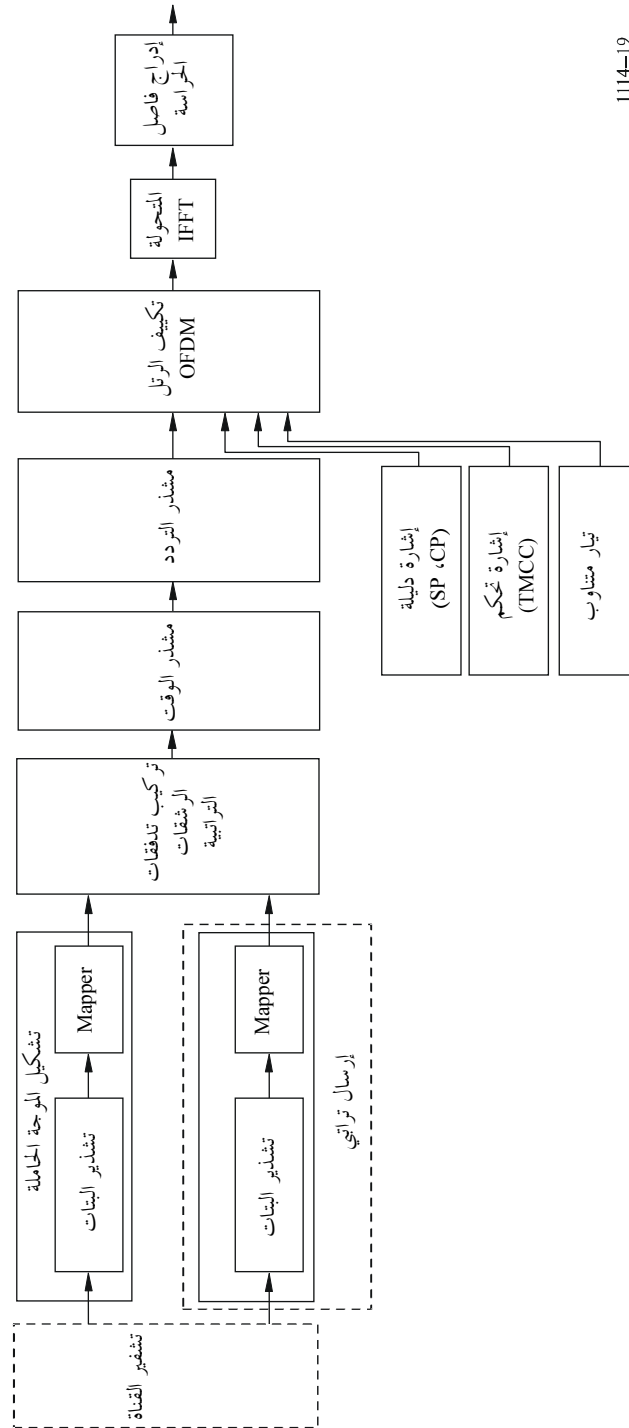 تشفير القناة
تشكيل الموجة الحاملة
تشذير البتات
Mapper
تشذير البتات
Mapper
إرسال تراتبي
تركيب تدفقات
الرشقات
التراتبية
مشذر الوقت
مشذر التردد
تكييف الرتل
OFDM
المتحولة
IFFT
إدراج فاصل
الحراسة
إشارة دليلة
(SP ،CP)
إشارة تحكم
(TMCC)
تيار متناوب
1114–19